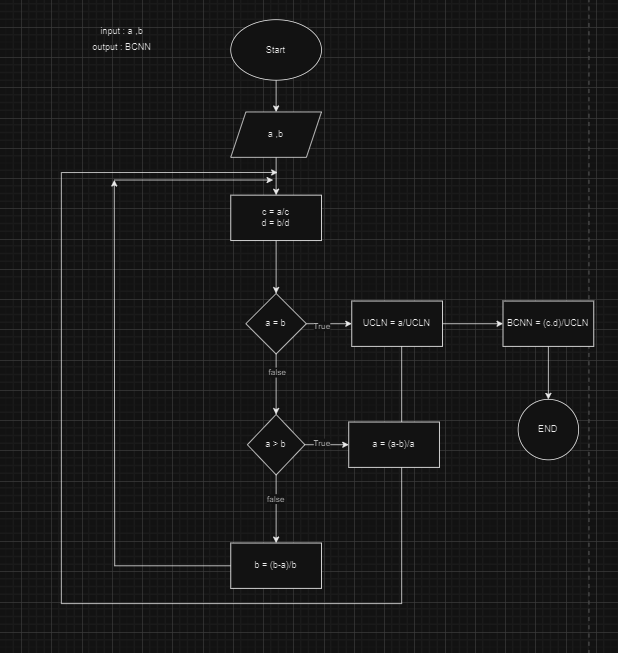 input : a ,b
output : BCNN
Start
a ,b
c = a/c
d = b/d
a = b
True
UCLN = a/UCLN
BCNN = (c.d)/UCLN
false
END
a > b
True
a = (a-b)/a
false
b = (b-a)/b